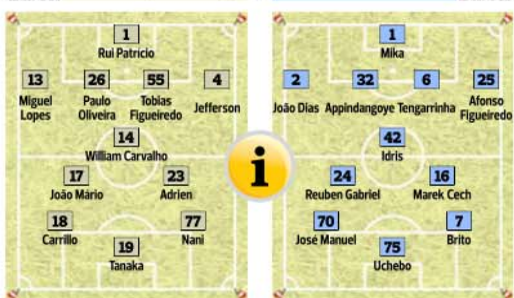 1
Rui Patrício
13 26 55 4
Miguel Lopes
Paulo Oliveira
Tobias Figueiredo
Jefferson
14
William Carvalho
17 23
João Mário Adrien
18 77
Carrillo Nani
19
Tanaka
i
1
Mika
2 32 6 25
João Dias Appindangoye Tengarrinha
Afonso Figueiredo
42
Idris
24 16
Reuben Gabriel Marek Cech
70 7
José Manuel Brito
75
Uchebo